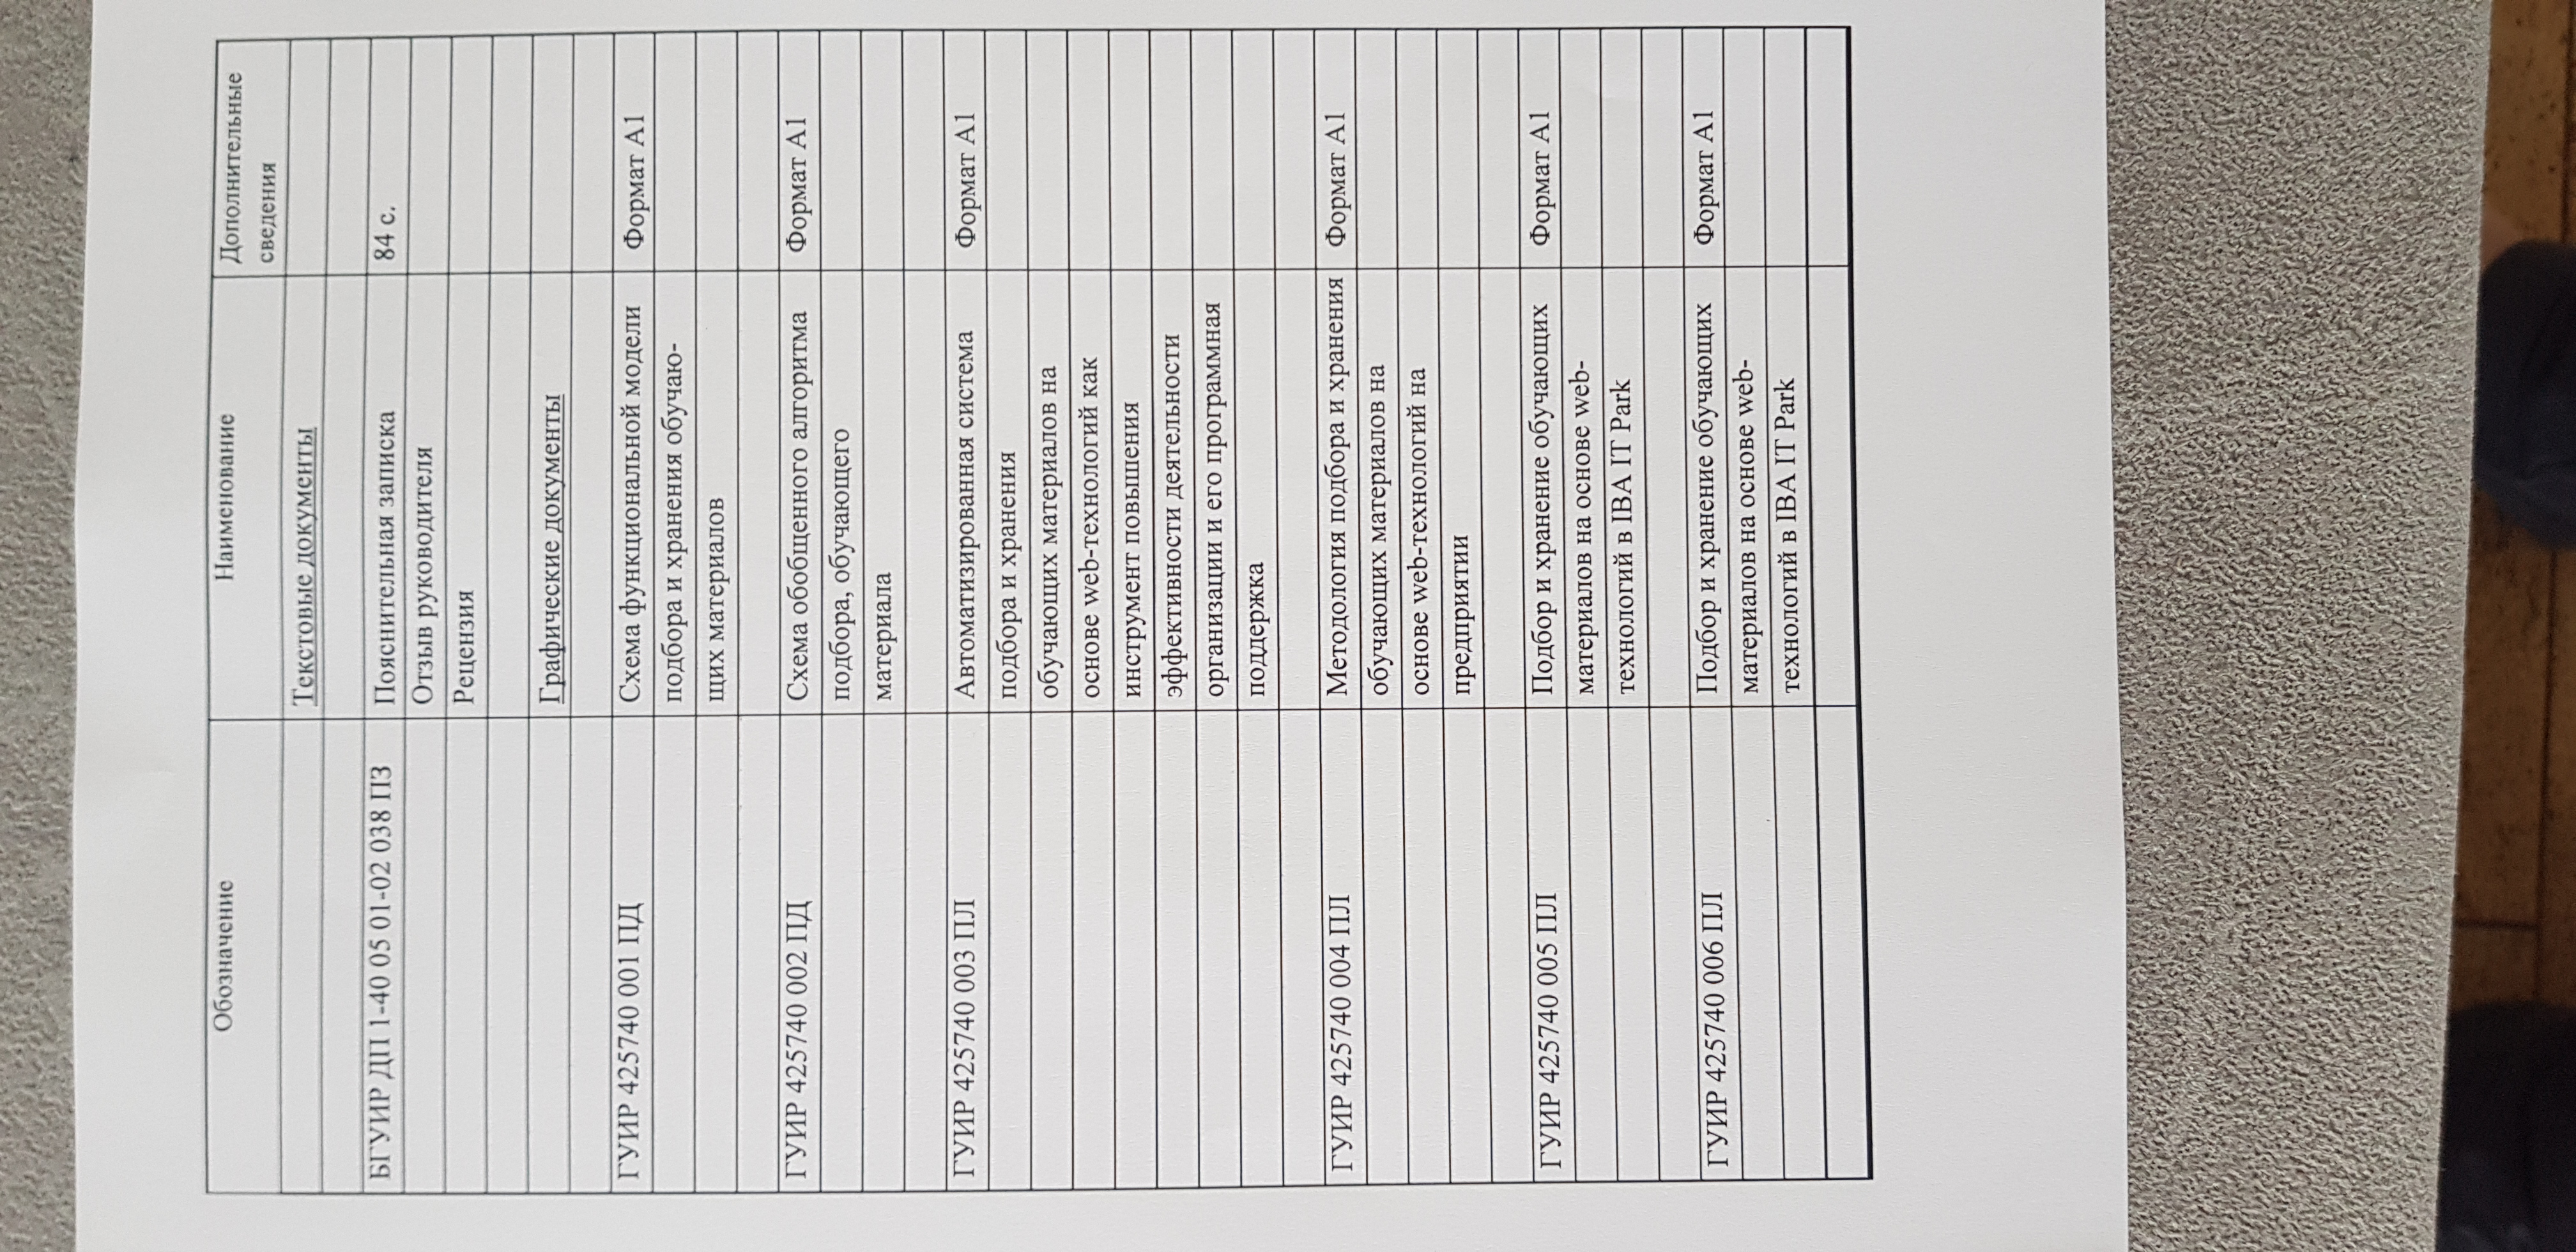 Обозначение Наименование Дополнительные
сведения
Текстовые документы
БГУИР ДП 1-40 05 01-02 038 ПЗ Пояснительная записка 84 с.
Отзыв руководителя
Рецензия
Графические документы
ГУИР 425740 001 ПД Схема функциональной модели Формат А1
подбора и хранения обучаю-
щих материалов
ГУИР 425740 002 ПД Схема обобщенного алгоритма Формат А1
подбора, обучающего
материала
ГУИР 425740 003 ПЛ Автоматизированная система Формат А1
подбора и хранения
обучающих материалов на
основе web-технологий как
инструмент повышения
эффективности деятельности
организации и его программная
поддержка
ГУИР 425740 004 ПЛ Методология подбора и хранения Формат А1
обучающих материалов на
основе web-технологий на
предприятии
ГУИР 425740 005 ПЛ Подбор и хранение обучающих Формат А1
материалов на основе web-
технологий в IBA IT Park
ГУИР 425740 006 ПЛ Подбор и хранение обучающих Формат А1
материалов на основе web-
технологий в IBA IT Park